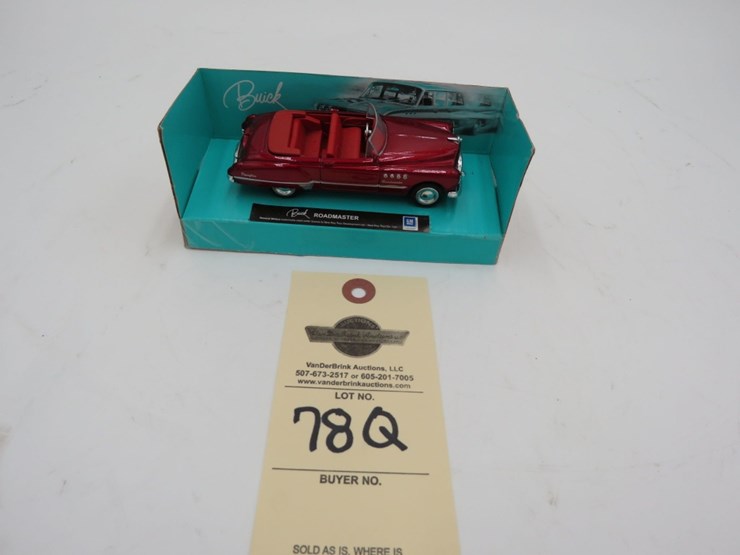 Buick
Buick ROADMASTER
GM
VanDerBrink Auctions, LLC
507-673-2517 or 605-201-7005
www.vanderbrinkauctions.com
LOT NO.
78Q
BUYER NO.
SOLD AS IS, WHERE IS